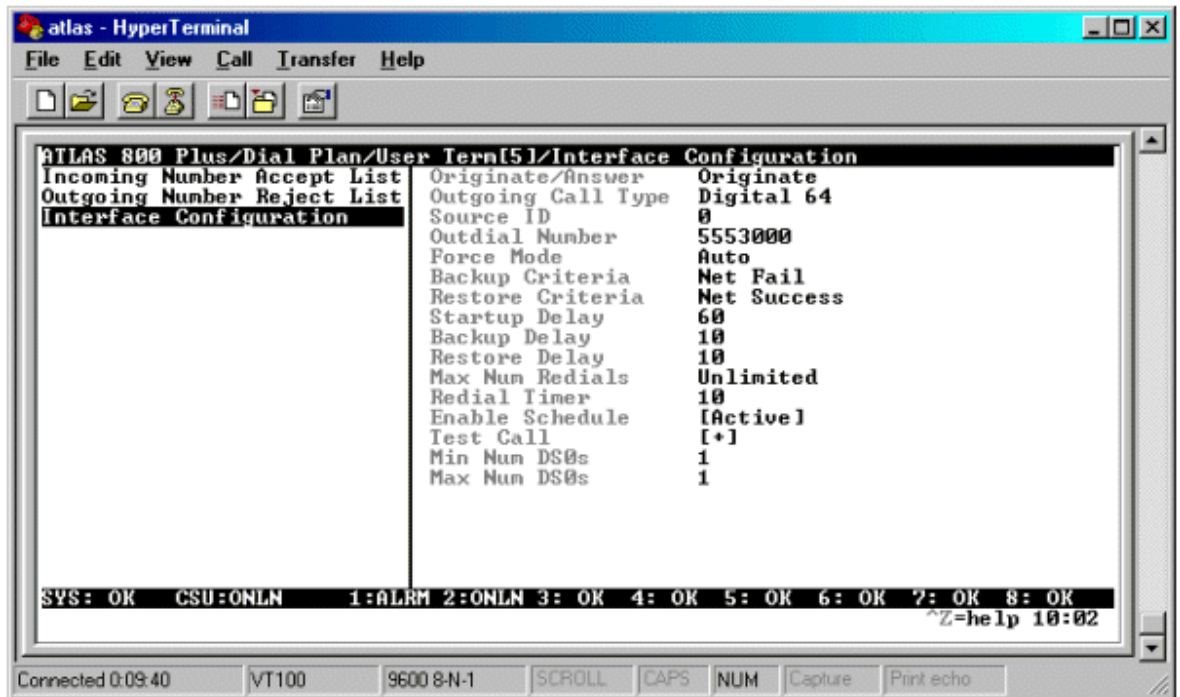 atlas - HyperTerminal
File Edit View Call Transfer Help
ATLAS 800 Plus/Dial Plan/User Term[5]/Interface Configuration
Incoming Number Accept List Originate/Answer Originate
Outgoing Number Reject List Outgoing Call Type Digital 64
Interface Configuration Source ID 0
Outdial Number 5553000
Force Mode Auto
Backup Criteria Net Fail
Restore Criteria Net Success
Startup Delay 60
Backup Delay 10
Restore Delay 10
Max Num Redials Unlimited
Redial Timer 10
Enable Schedule [Active]
Test Call [+]
Min Num DS0s 1
Max Num DS0s 1
SYS: OK CSU:ONLN 1:ALRM 2:ONLN 3: OK 4: OK 5: OK 6: OK 7: OK 8: OK
^Z=help 10:02
Connected 0:09:40 VT100 9600 8-N-1 SCROLL CAPS NUM Capture Print echo